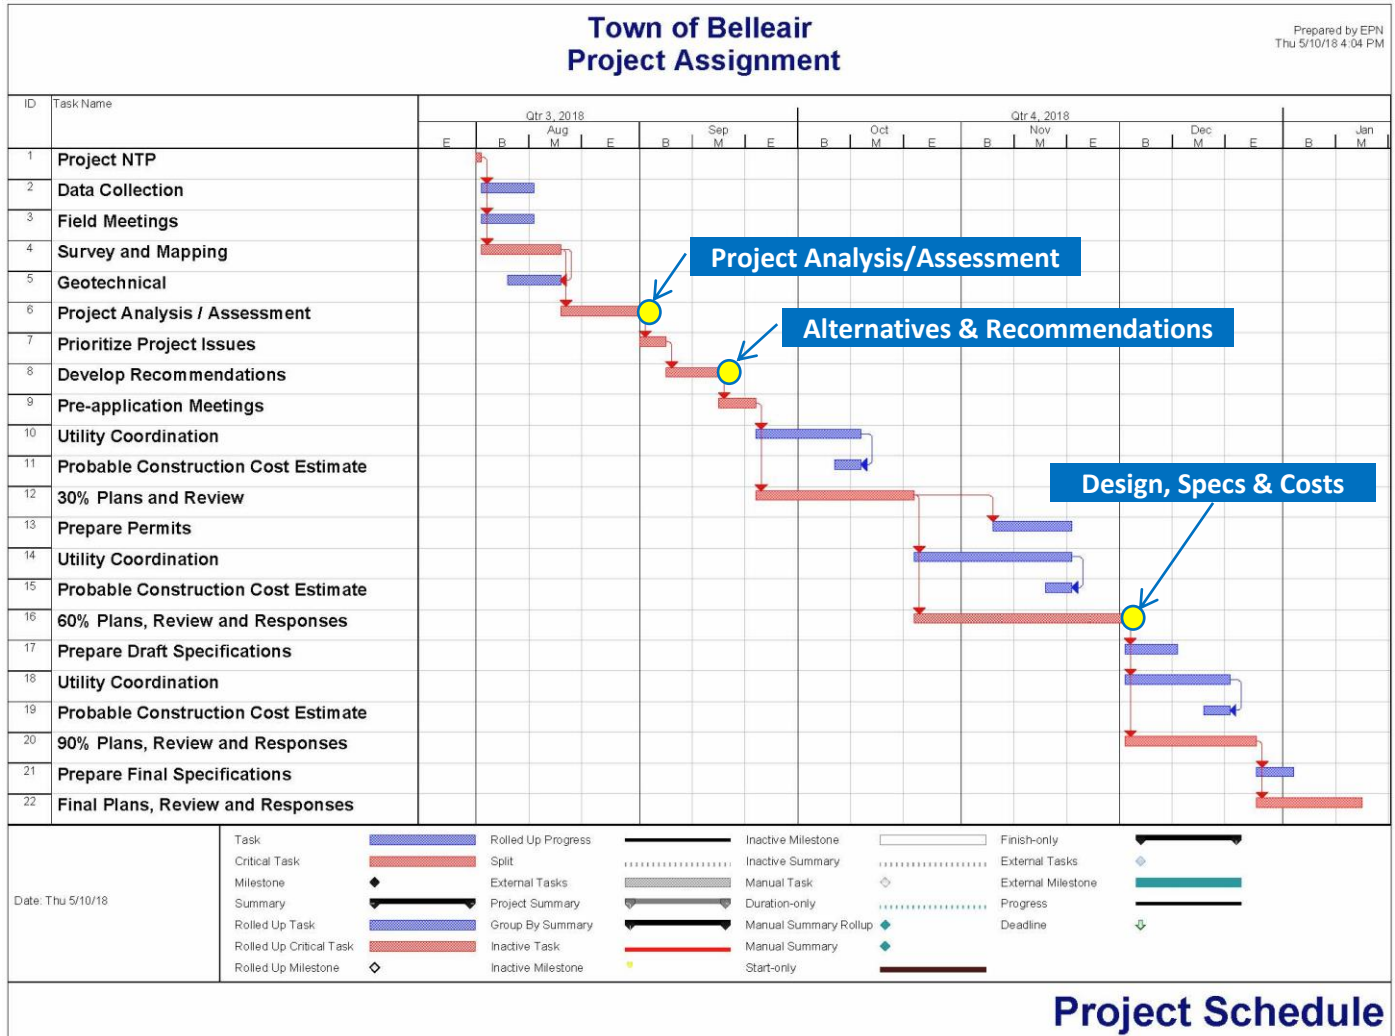 Town of Belleair
Project Assignment
Prepared by EPN
Thu 5/10/18 4:04 PM
ID Task Name
Qtr 3, 2018 Qtr 4, 2018
Aug Sep Oct Nov Dec Jan
E B M E B M E B M E B M E B M E B M
1 Project NTP
2 Data Collection
3 Field Meetings
4 Survey and Mapping
Project Analysis/Assessment
5 Geotechnical
6 Project Analysis / Assessment
Alternatives & Recommendations
7 Prioritize Project Issues
8 Develop Recommendations
9 Pre-application Meetings
10 Utility Coordination
11 Probable Construction Cost Estimate
Design, Specs & Costs
12 30% Plans and Review
13 Prepare Permits
14 Utility Coordination
15 Probable Construction Cost Estimate
16 60% Plans, Review and Responses
17 Prepare Draft Specifications
18 Utility Coordination
19 Probable Construction Cost Estimate
20 90% Plans, Review and Responses
21 Prepare Final Specifications
22 Final Plans, Review and Responses
Date: Thu 5/10/18
Task Rolled Up Progress Inactive Milestone Finish-only
Critical Task Split Inactive Summary External Tasks
Milestone External Tasks Manual Task External Milestone
Summary Project Summary Duration-only Progress
Rolled Up Task Group By Summary Manual Summary Rollup Deadline
Rolled Up Critical Task Inactive Task Manual Summary
Rolled Up Milestone Inactive Milestone Start-only
Project Schedule